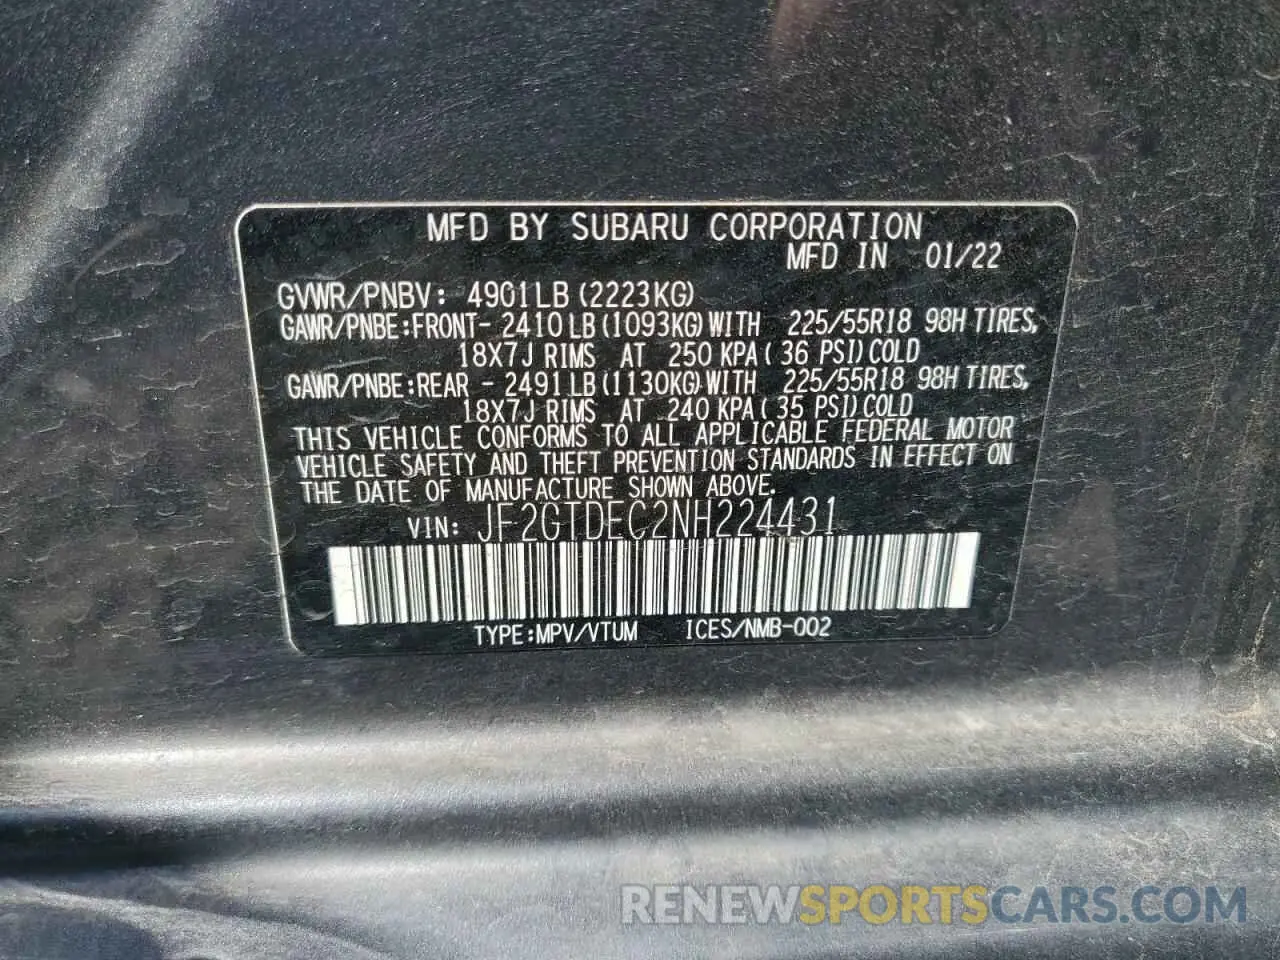 MFD BY SUBARU CORPORATION
MFD IN 01/22
GVWR/PNBV: 4901LB (2223KG)
GAWR/PNBE:FRONT- 2410 LB (1093KG) WITH 225/55R18 98H TIRES,
18X7J RIMS AT 250 KPA ( 36 PSI) COLD
GAWR/PNBE:REAR - 2491 LB (1130KG) WITH 225/55R18 98H TIRES,
18X7J RIMS AT 240 KPA ( 35 PSI) COLD
THIS VEHICLE CONFORMS TO ALL APPLICABLE FEDERAL MOTOR
VEHICLE SAFETY AND THEFT PREVENTION STANDARDS IN EFFECT ON
THE DATE OF MANUFACTURE SHOWN ABOVE.
VIN: JF2GTDEC2NH224431
TYPE:MPV/VTUM ICES/NMB-002
RENEWSPORTSCARS.COM